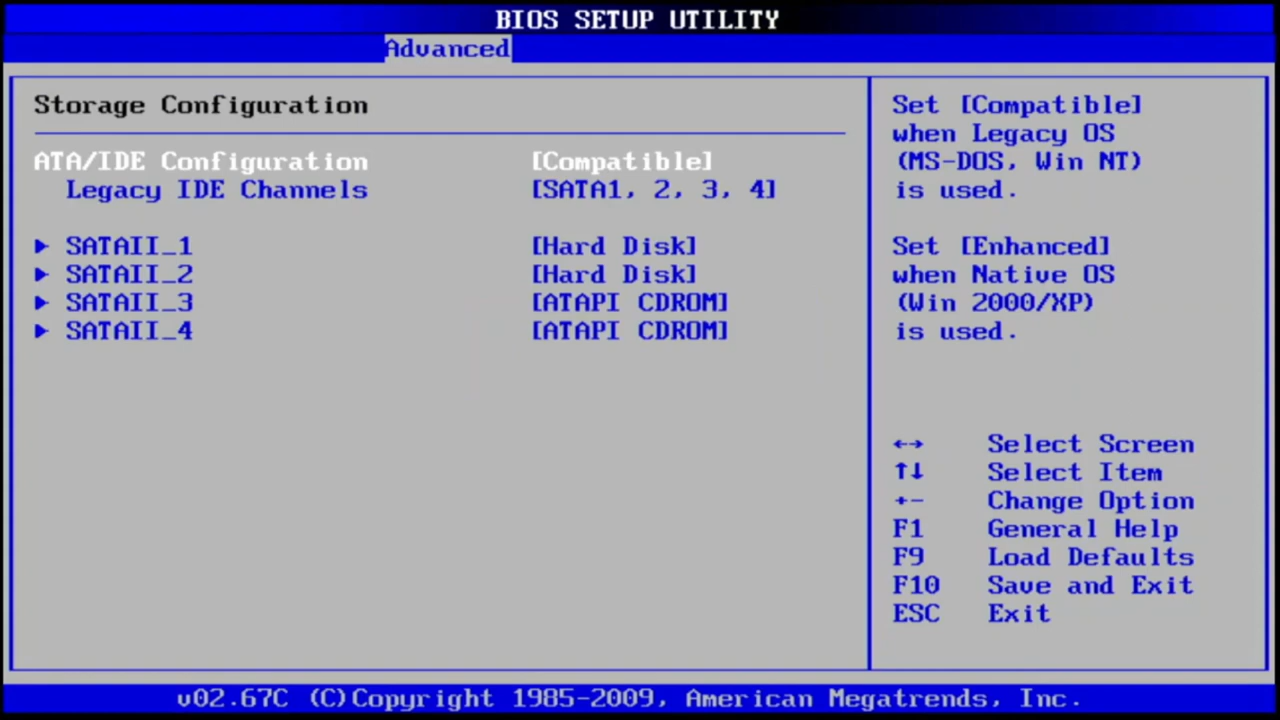 BIOS SETUP UTILITY
Advanced
Storage Configuration
ATA/IDE Configuration [Compatible]
Legacy IDE Channels [SATA1, 2, 3, 4]
► SATAII_1 [Hard Disk]
► SATAII_2 [Hard Disk]
► SATAII_3 [ATAPI CDROM]
► SATAII_4 [ATAPI CDROM]
Set [Compatible]
when Legacy OS
(MS-DOS, Win NT)
is used.
Set [Enhanced]
when Native OS
(Win 2000/XP)
is used.
↔ Select Screen
↑↓ Select Item
+- Change Option
F1 General Help
F9 Load Defaults
F10 Save and Exit
ESC Exit
v02.67C (C)Copyright 1985-2009, American Megatrends, Inc.